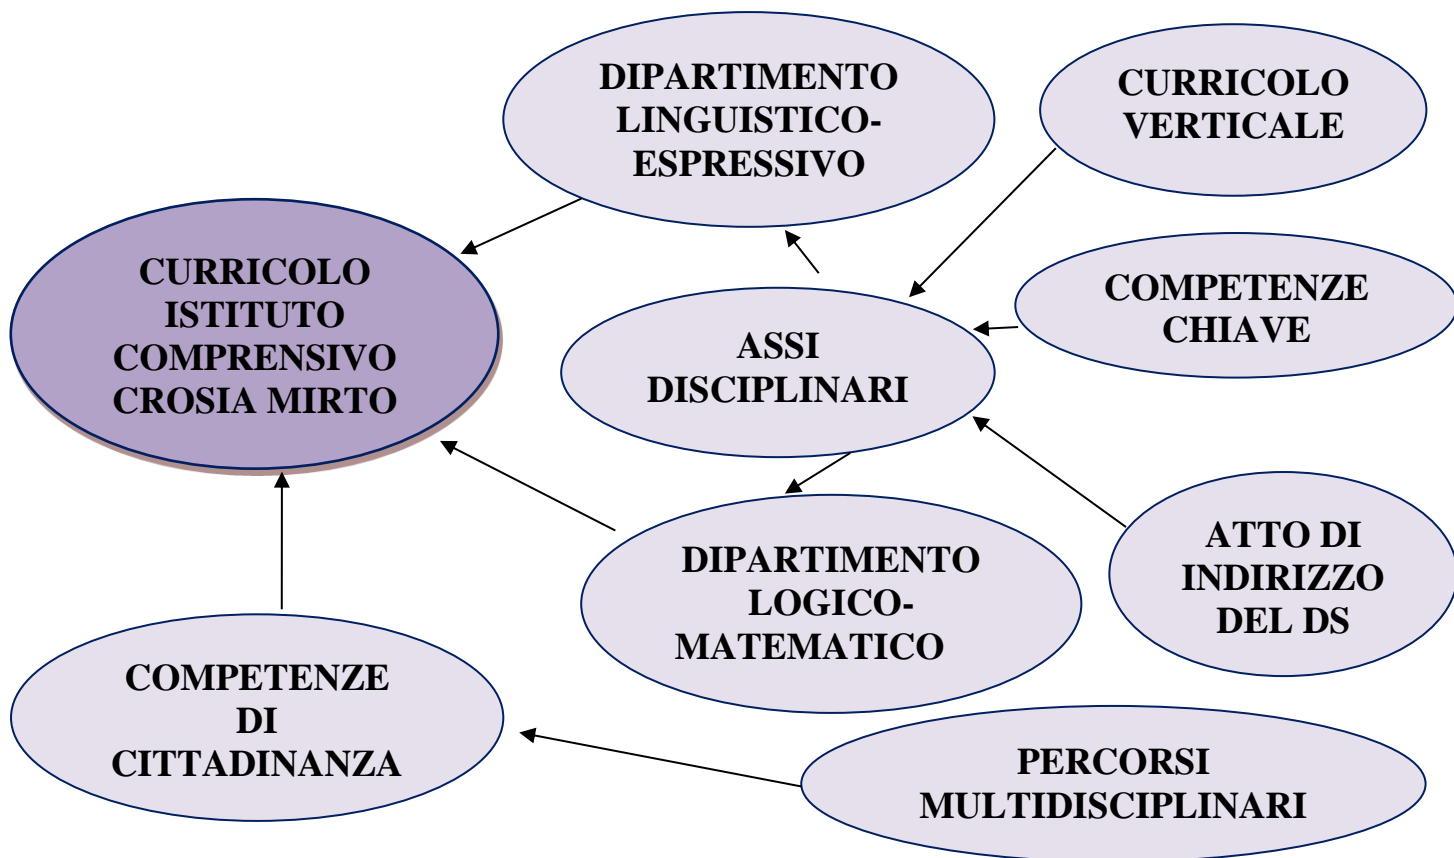 DIPARTIMENTO
LINGUISTICO-
ESPRESSIVO
CURRICOLO
VERTICALE
CURRICOLO
ISTITUTO
COMPRENSIVO
CROSIA MIRTO
COMPETENZE
CHIAVE
ASSI
DISCIPLINARI
ATTO DI
INDIRIZZO
DEL DS
DIPARTIMENTO
LOGICO-
MATEMATICO
COMPETENZE
DI
CITTADINANZA
PERCORSI
MULTIDISCIPLINARI